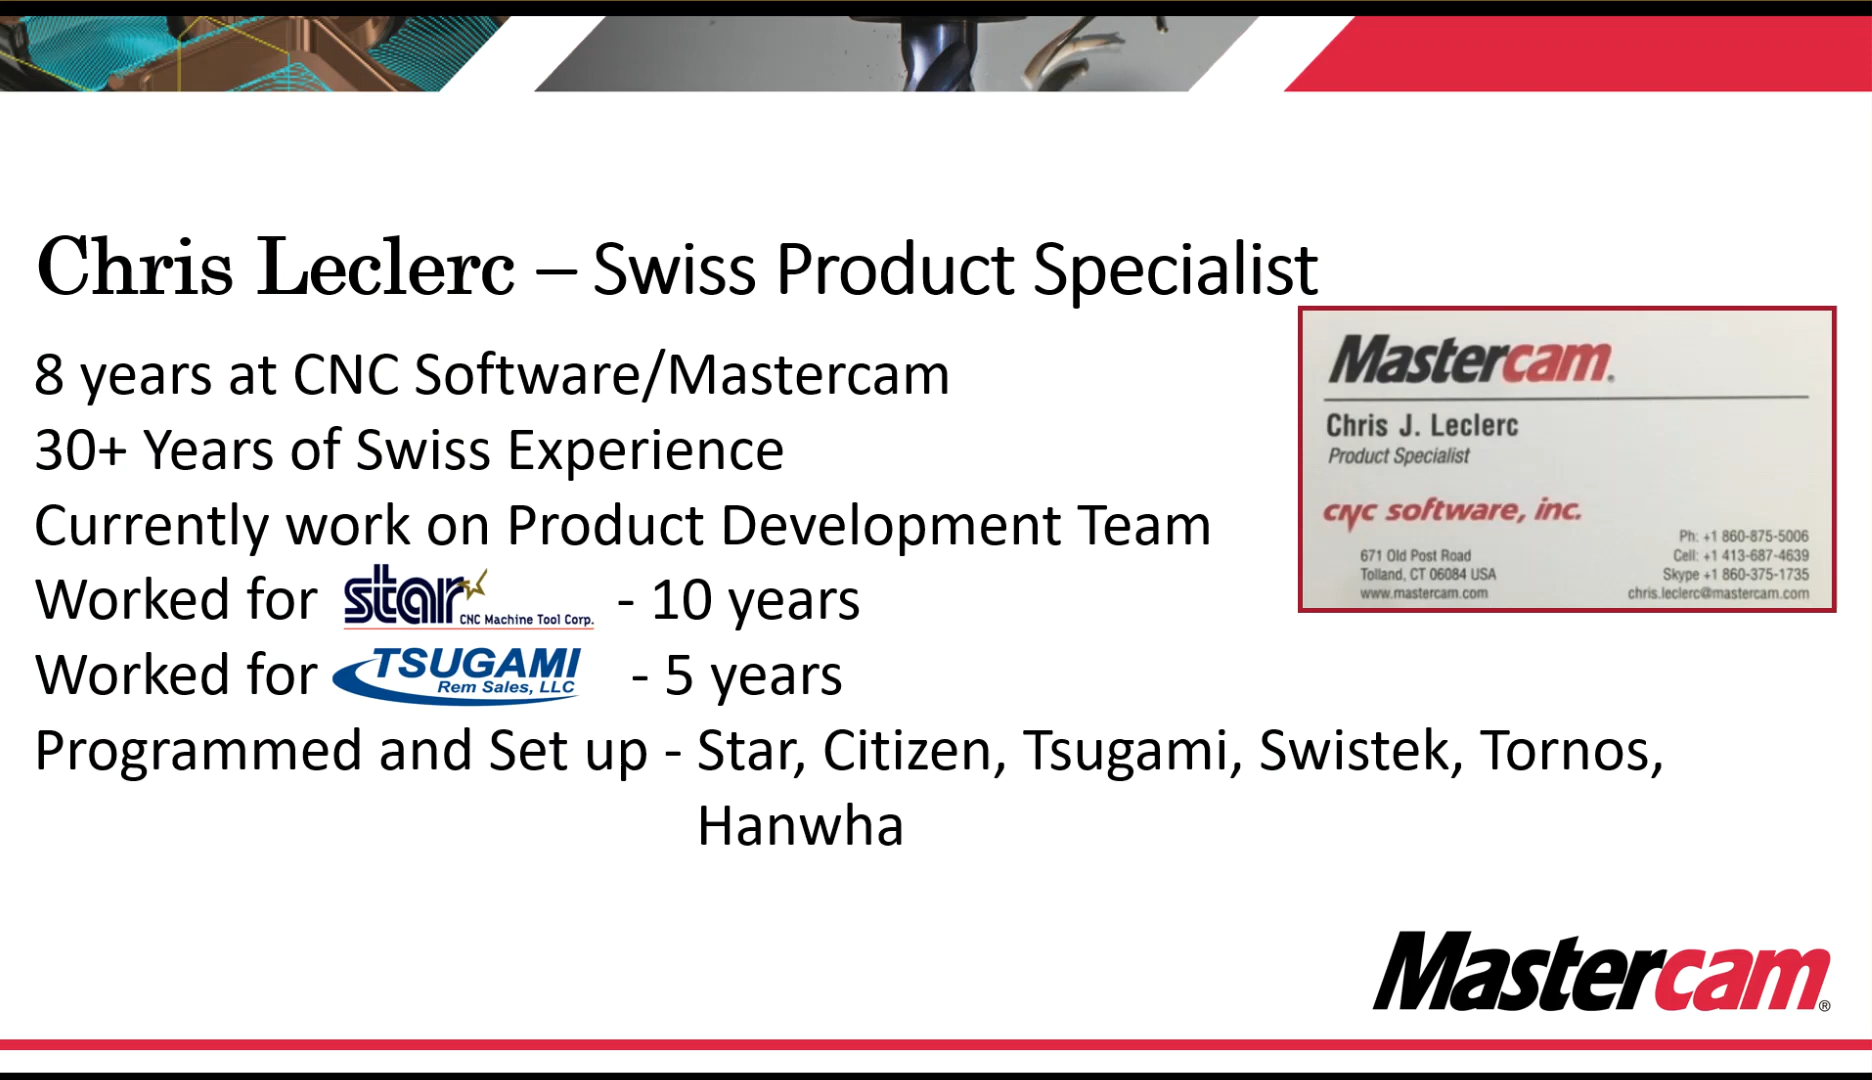 Chris Leclerc – Swiss Product Specialist
8 years at CNC Software/Mastercam
30+ Years of Swiss Experience
Currently work on Product Development Team
Worked for star CNC Machine Tool Corp. - 10 years
Worked for TSUGAMI Rem Sales, LLC - 5 years
Programmed and Set up - Star, Citizen, Tsugami, Swistek, Tornos,
Hanwha
Mastercam®
Chris J. Leclerc
Product Specialist
cnc software, inc.
671 Old Post Road
Tolland, CT 06084 USA
www.mastercam.com
Ph: +1 860-875-5006
Cell: +1 413-687-4639
Skype +1 860-375-1735
chris.leclerc@mastercam.com
Mastercam®